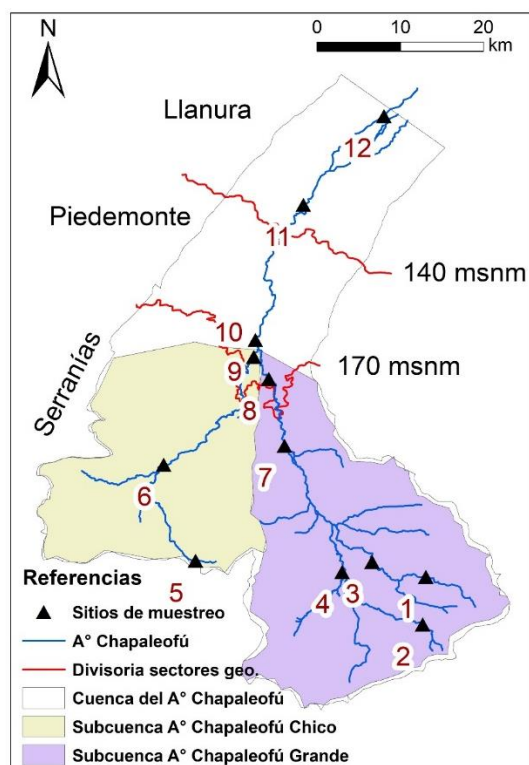 N
0 10 20
km
Llanura
12
Piedemonte
11
140 msnm
10
170 msnm
Serranías
9
8
7
6
5
4
3
1
2
Referencias
Sitios de muestreo
A° Chapaleofú
Divisoria sectores geo.
Cuenca del A° Chapaleofú
Subcuenca A° Chapaleofú Chico
Subcuenca A° Chapaleofú Grande